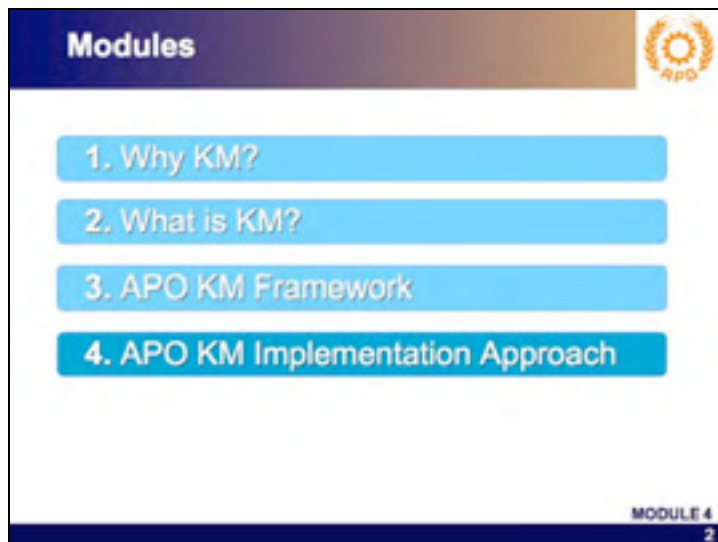 Modules
APO
1. Why KM?
2. What is KM?
3. APO KM Framework
4. APO KM Implementation Approach
MODULE 4
2